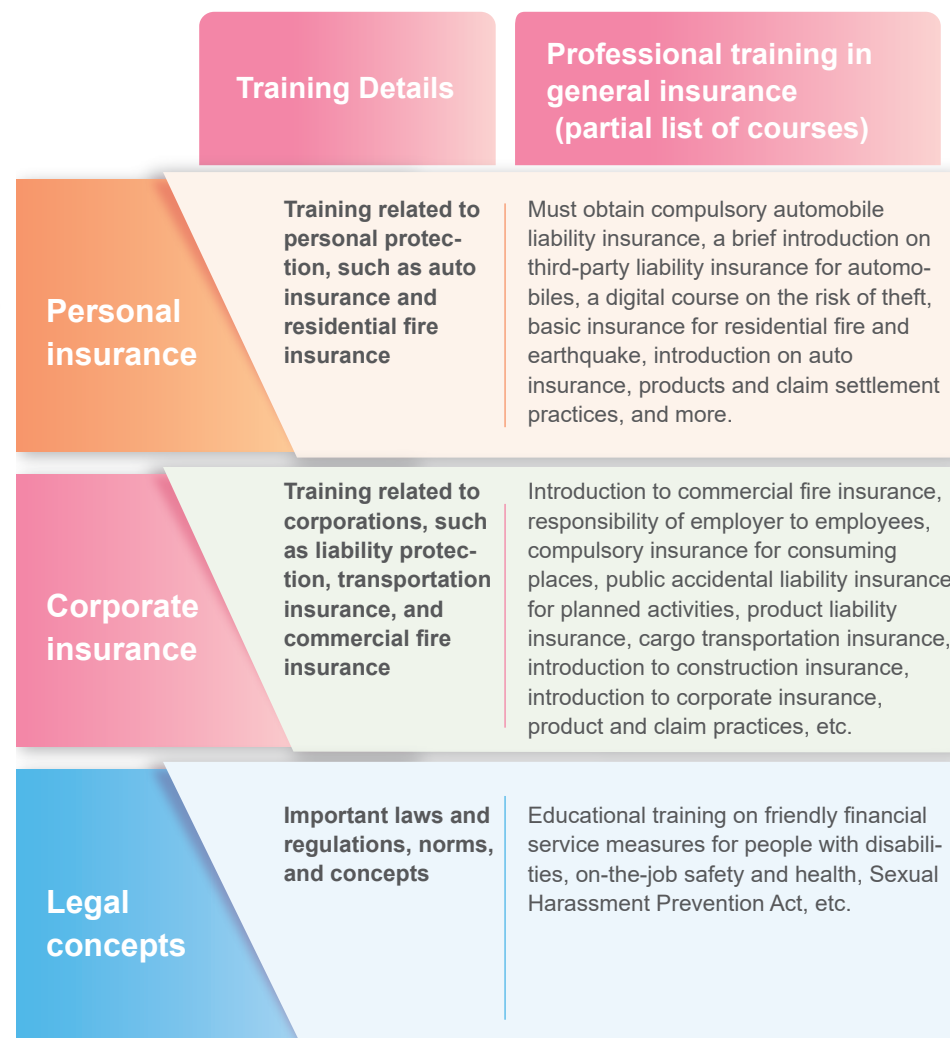 Training Details
Professional training in
general insurance
(partial list of courses)
Personal
insurance
Training related to
personal protec-
tion, such as auto
insurance and
residential fire
insurance
Must obtain compulsory automobile
liability insurance, a brief introduction on
third-party liability insurance for automo-
biles, a digital course on the risk of theft,
basic insurance for residential fire and
earthquake, introduction on auto
insurance, products and claim settlement
practices, and more.
Corporate
insurance
Training related to
corporations, such
as liability protec-
tion, transportation
insurance, and
commercial fire
insurance
Introduction to commercial fire insurance,
responsibility of employer to employees,
compulsory insurance for consuming
places, public accidental liability insurance
for planned activities, product liability
insurance, cargo transportation insurance,
introduction to construction insurance,
introduction to corporate insurance,
product and claim practices, etc.
Legal
concepts
Important laws and
regulations, norms,
and concepts
Educational training on friendly financial
service measures for people with disabili-
ties, on-the-job safety and health, Sexual
Harassment Prevention Act, etc.